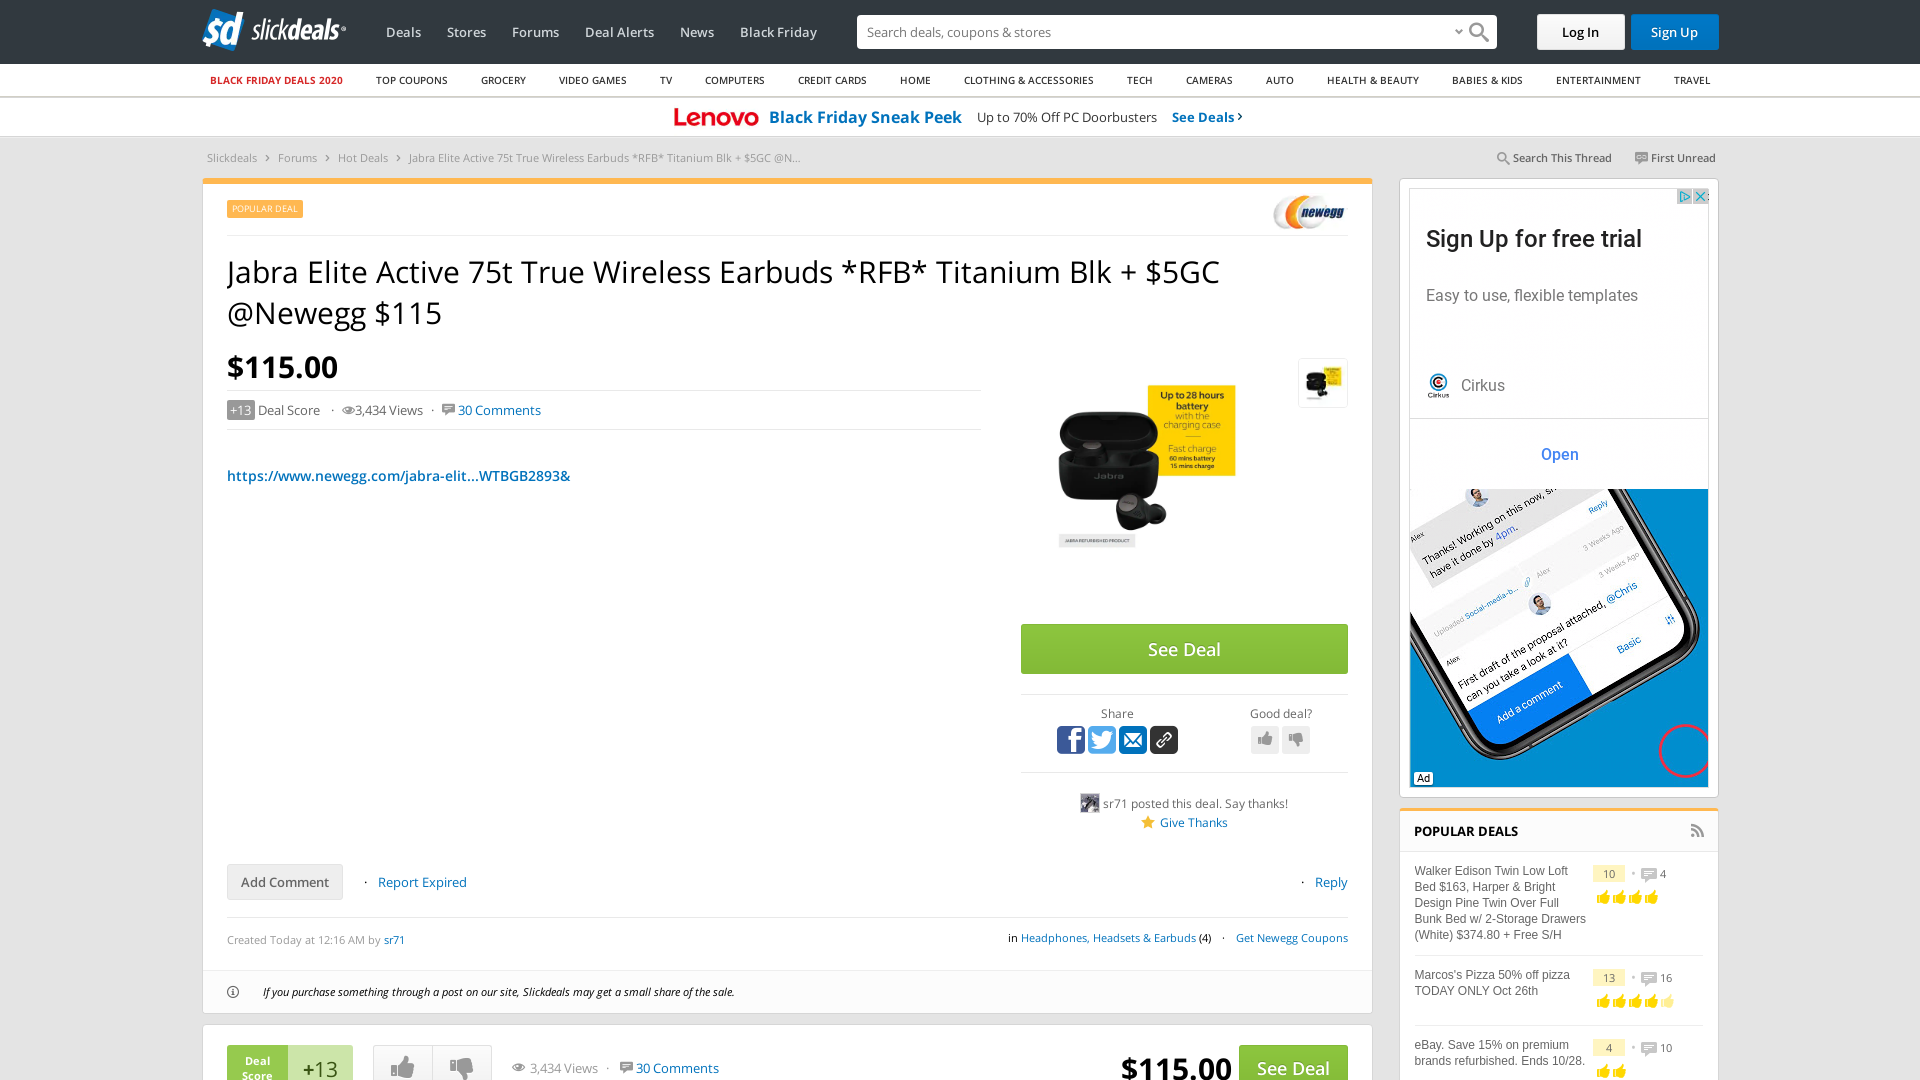 slickdeals
Deals
Stores
Forums
Deal Alerts
News
Black Friday
Search deals, coupons & stores
Log In
Sign Up
BLACK FRIDAY DEALS 2020
TOP COUPONS
GROCERY
VIDEO GAMES
TV
COMPUTERS
CREDIT CARDS
HOME
CLOTHING & ACCESSORIES
TECH
CAMERAS
AUTO
HEALTH & BEAUTY
BABIES & KIDS
ENTERTAINMENT
TRAVEL
Lenovo Black Friday Sneak Peek Up to 70% Off PC Doorbusters See Deals ›
Slickdeals › Forums › Hot Deals › Jabra Elite Active 75t True Wireless Earbuds *RFB* Titanium Blk + $5GC @N...
Search This Thread
First Unread
POPULAR DEAL
newegg
Jabra Elite Active 75t True Wireless Earbuds *RFB* Titanium Blk + $5GC
@Newegg $115
$115.00
+13 Deal Score · 3,434 Views · 30 Comments
https://www.newegg.com/jabra-elit...WTBGB2893&
Up to 28 hours
battery
with the
charging case
Fast charge
60 mins battery
15 mins charge
Jabra
JABRA REFURBISHED PRODUCT
See Deal
Share
Good deal?
sr71 posted this deal. Say thanks!
Give Thanks
Add Comment
· Report Expired
· Reply
Created Today at 12:16 AM by sr71
in Headphones, Headsets & Earbuds (4) · Get Newegg Coupons
If you purchase something through a post on our site, Slickdeals may get a small share of the sale.
Deal
Score
+13
3,434 Views · 30 Comments
$115.00
See Deal
Sign Up for free trial
Easy to use, flexible templates
Cirkus
Cirkus
Open
Alex
Thanks! Working on this now,
have it done by 4pm.
Reply
3 Weeks Ago
Uploaded Social-media-b...
Alex
3 Weeks Ago
Alex
First draft of the proposal attached, @Chris
can you take a look at it?
Basic
Add a comment
Ad
POPULAR DEALS
Walker Edison Twin Low Loft
Bed $163, Harper & Bright
Design Pine Twin Over Full
Bunk Bed w/ 2-Storage Drawers
(White) $374.80 + Free S/H
10 · 4
Marcos's Pizza 50% off pizza
TODAY ONLY Oct 26th
13 · 16
eBay. Save 15% on premium
brands refurbished. Ends 10/28.
4 · 10